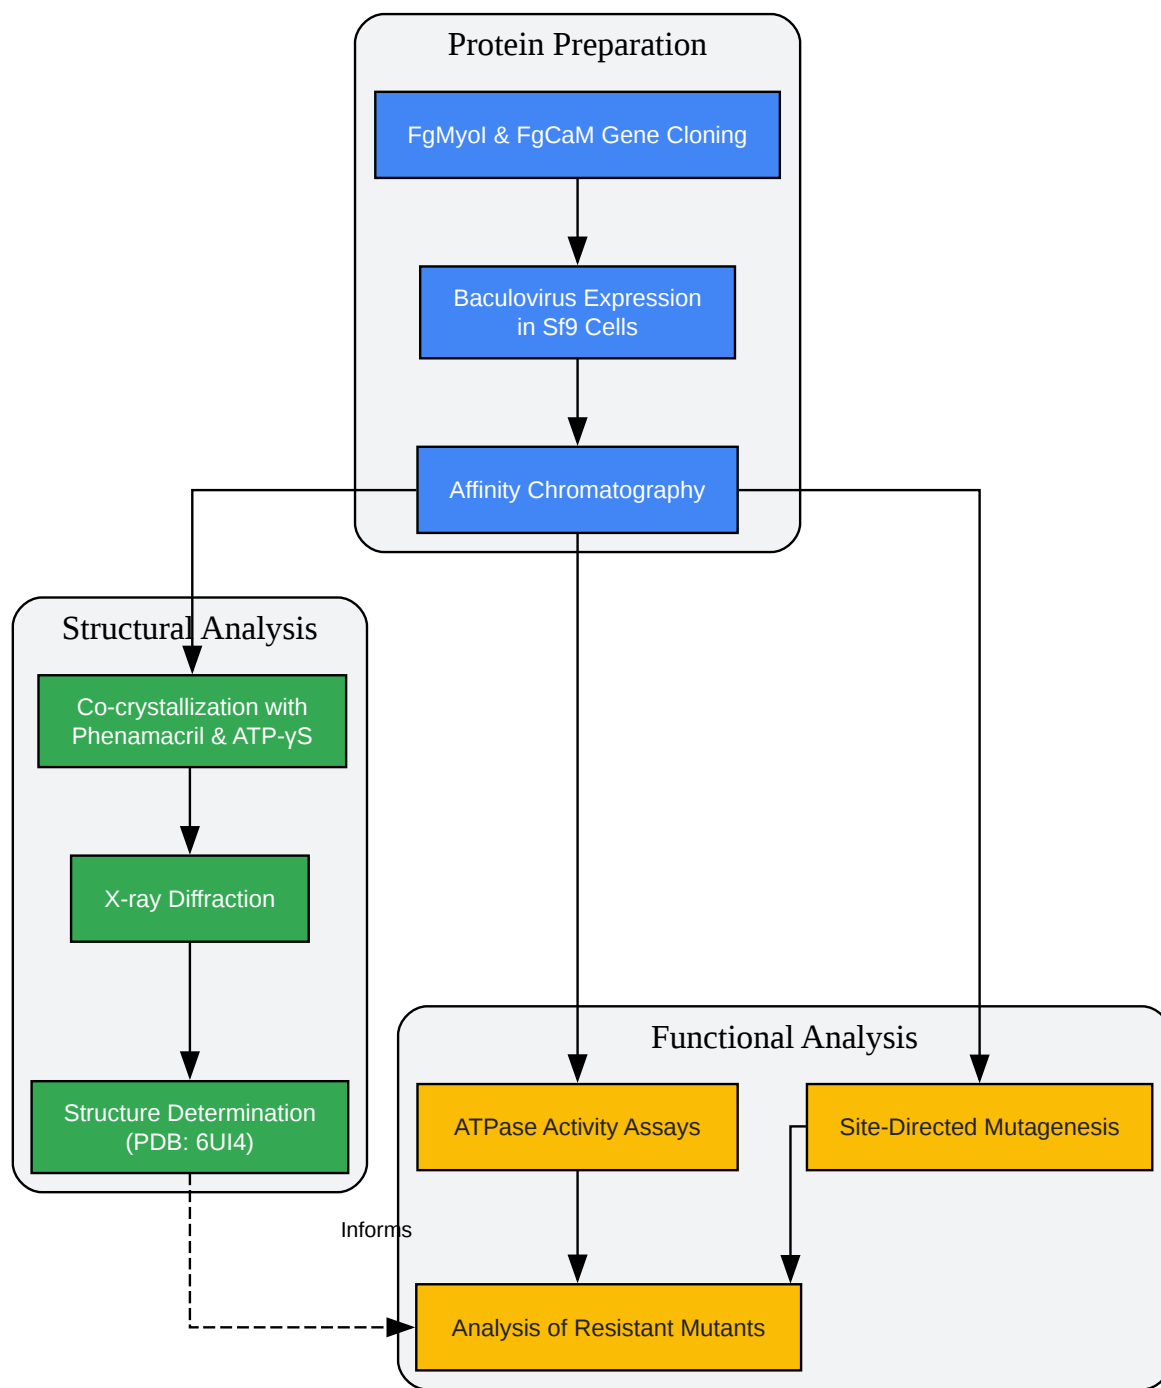 Protein Preparation
FgMyoI & FgCaM Gene Cloning
Baculovirus Expression
in Sf9 Cells
Affinity Chromatography
Structural Analysis
Co-crystallization with
Phenamacril & ATP-γS
X-ray Diffraction
Structure Determination
(PDB: 6UI4)
Informs
Functional Analysis
ATPase Activity Assays
Site-Directed Mutagenesis
Analysis of Resistant Mutants